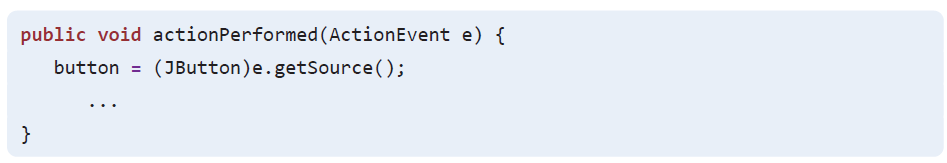 public void actionPerformed(ActionEvent e) {
   button = (JButton)e.getSource();
      ...
}